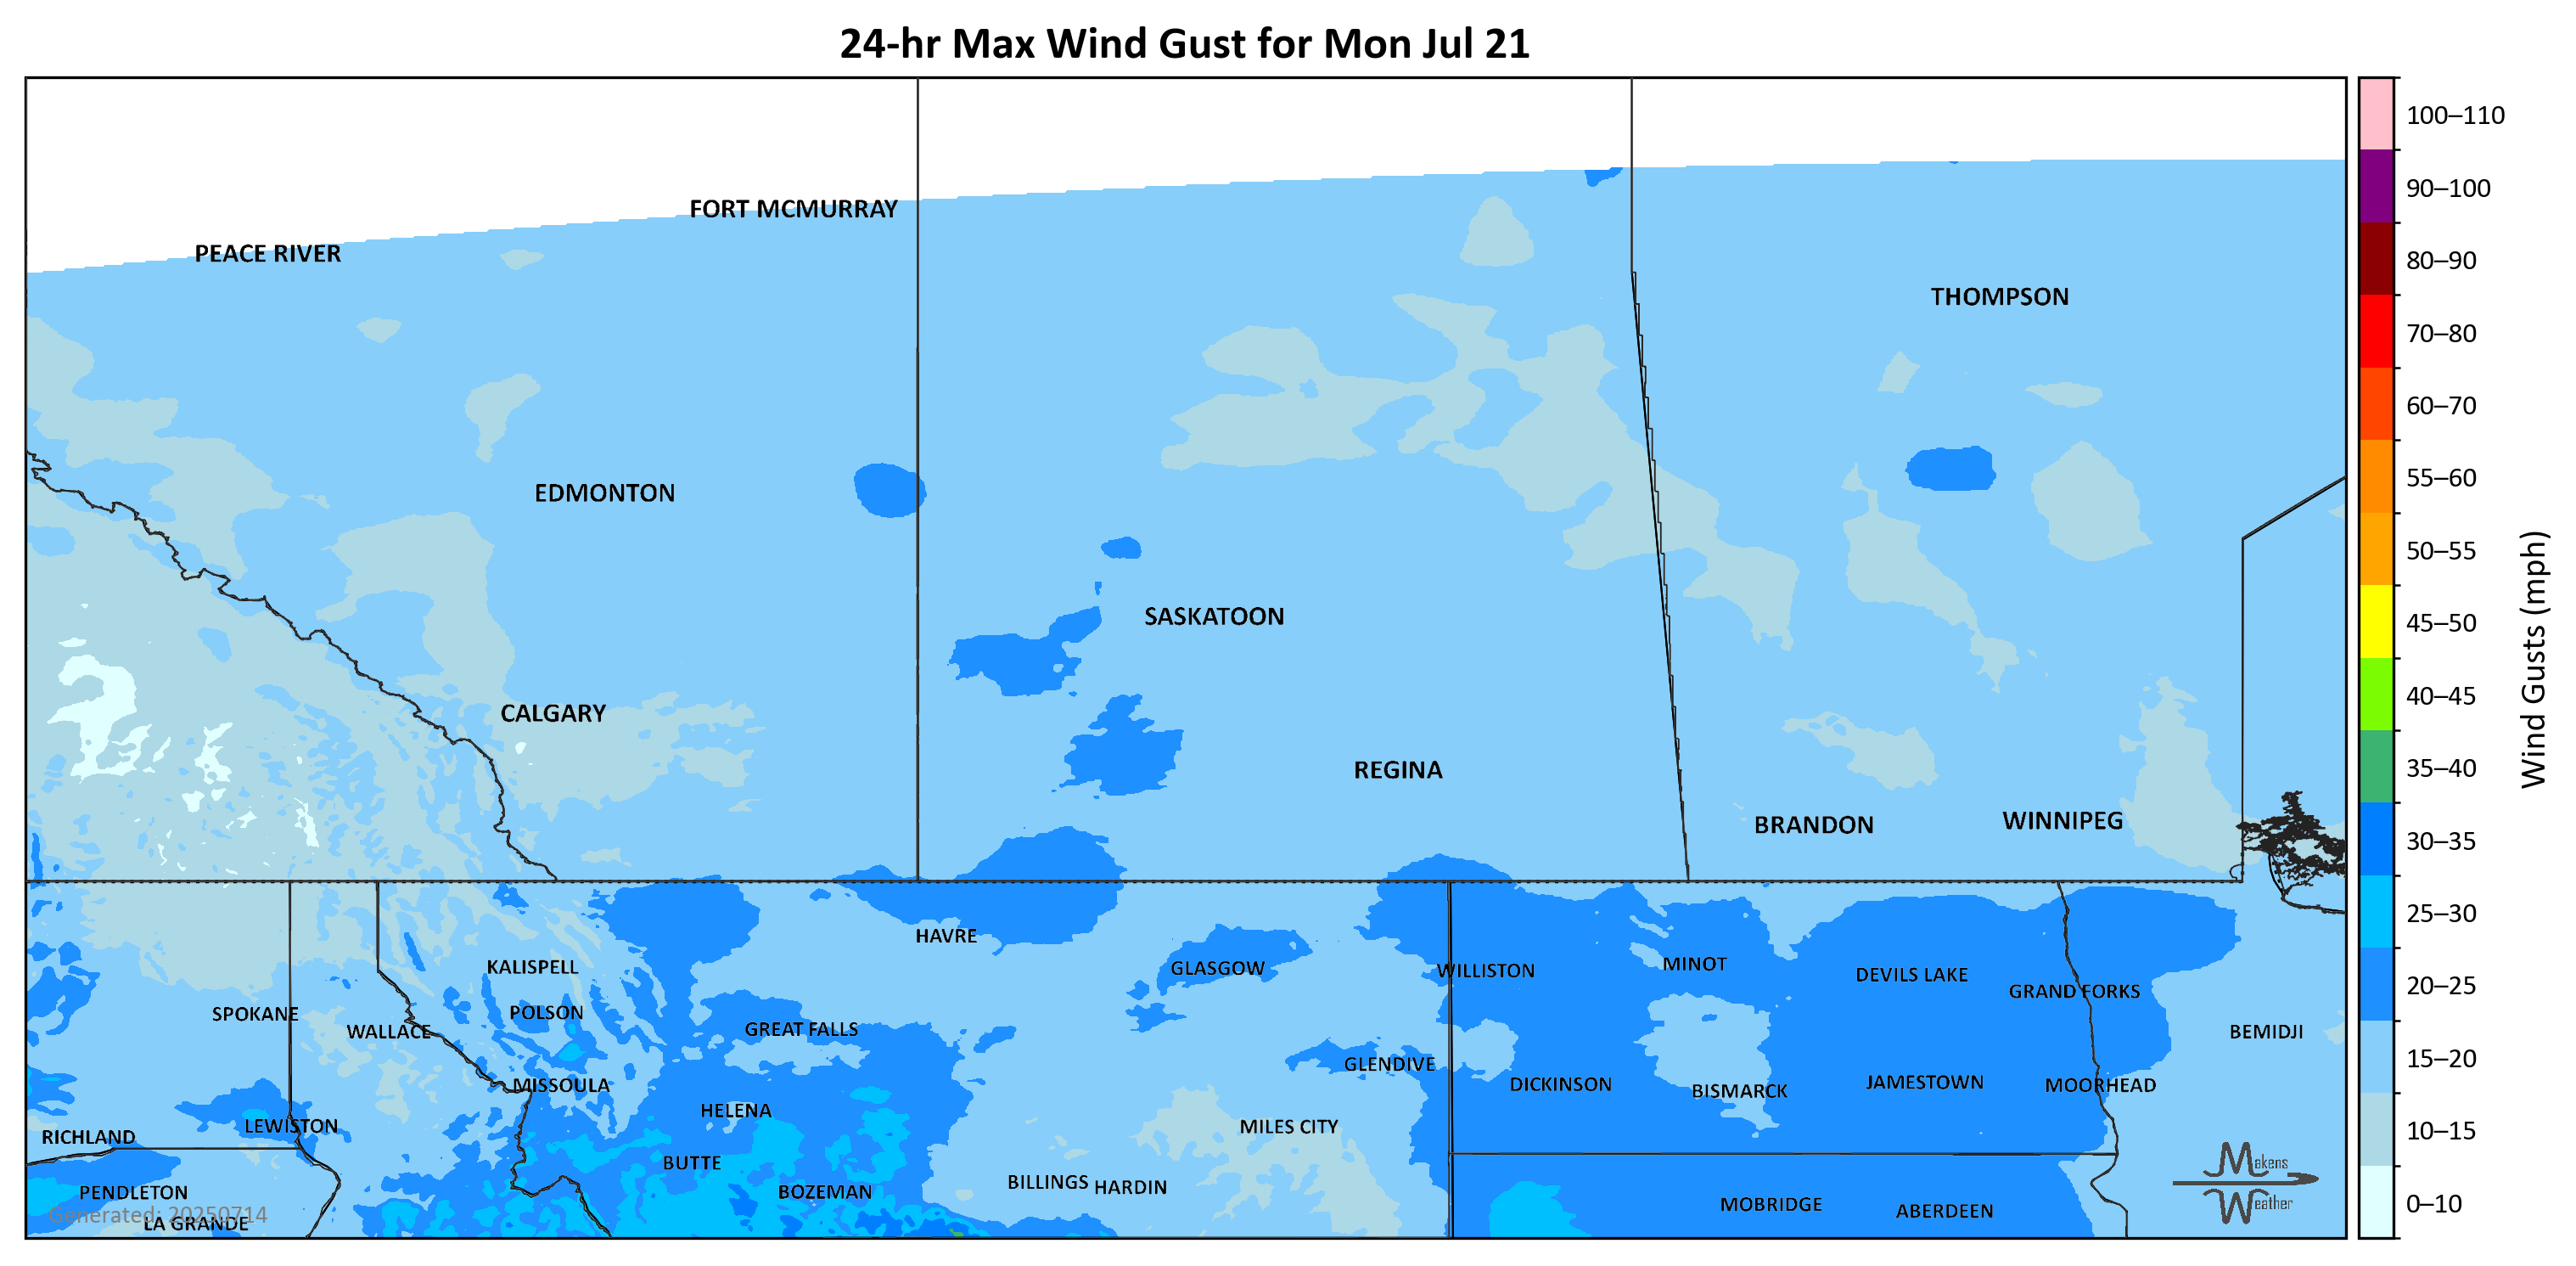 24-hr Max Wind Gust for Mon Jul 21
100–110
90–100
80–90
70–80
60–70
55–60
50–55
45–50
40–45
35–40
30–35
25–30
20–25
15–20
10–15
0–10
Wind Gusts (mph)
FORT MCMURRAY
PEACE RIVER
THOMPSON
EDMONTON
SASKATOON
CALGARY
REGINA
BRANDON
WINNIPEG
HAVRE
KALISPELL
GLASGOW
WILLISTON
MINOT
DEVILS LAKE
GRAND FORKS
SPOKANE
POLSON
WALLACE
GREAT FALLS
BEMIDJI
GLENDIVE
MISSOULA
DICKINSON
BISMARCK
JAMESTOWN
MOORHEAD
HELENA
LEWISTON
MILES CITY
RICHLAND
BUTTE
PENDLETON
BOZEMAN
BILLINGS
HARDIN
MOBRIDGE
ABERDEEN
Generated: 20250714
LA GRANDE
Makens
Weather